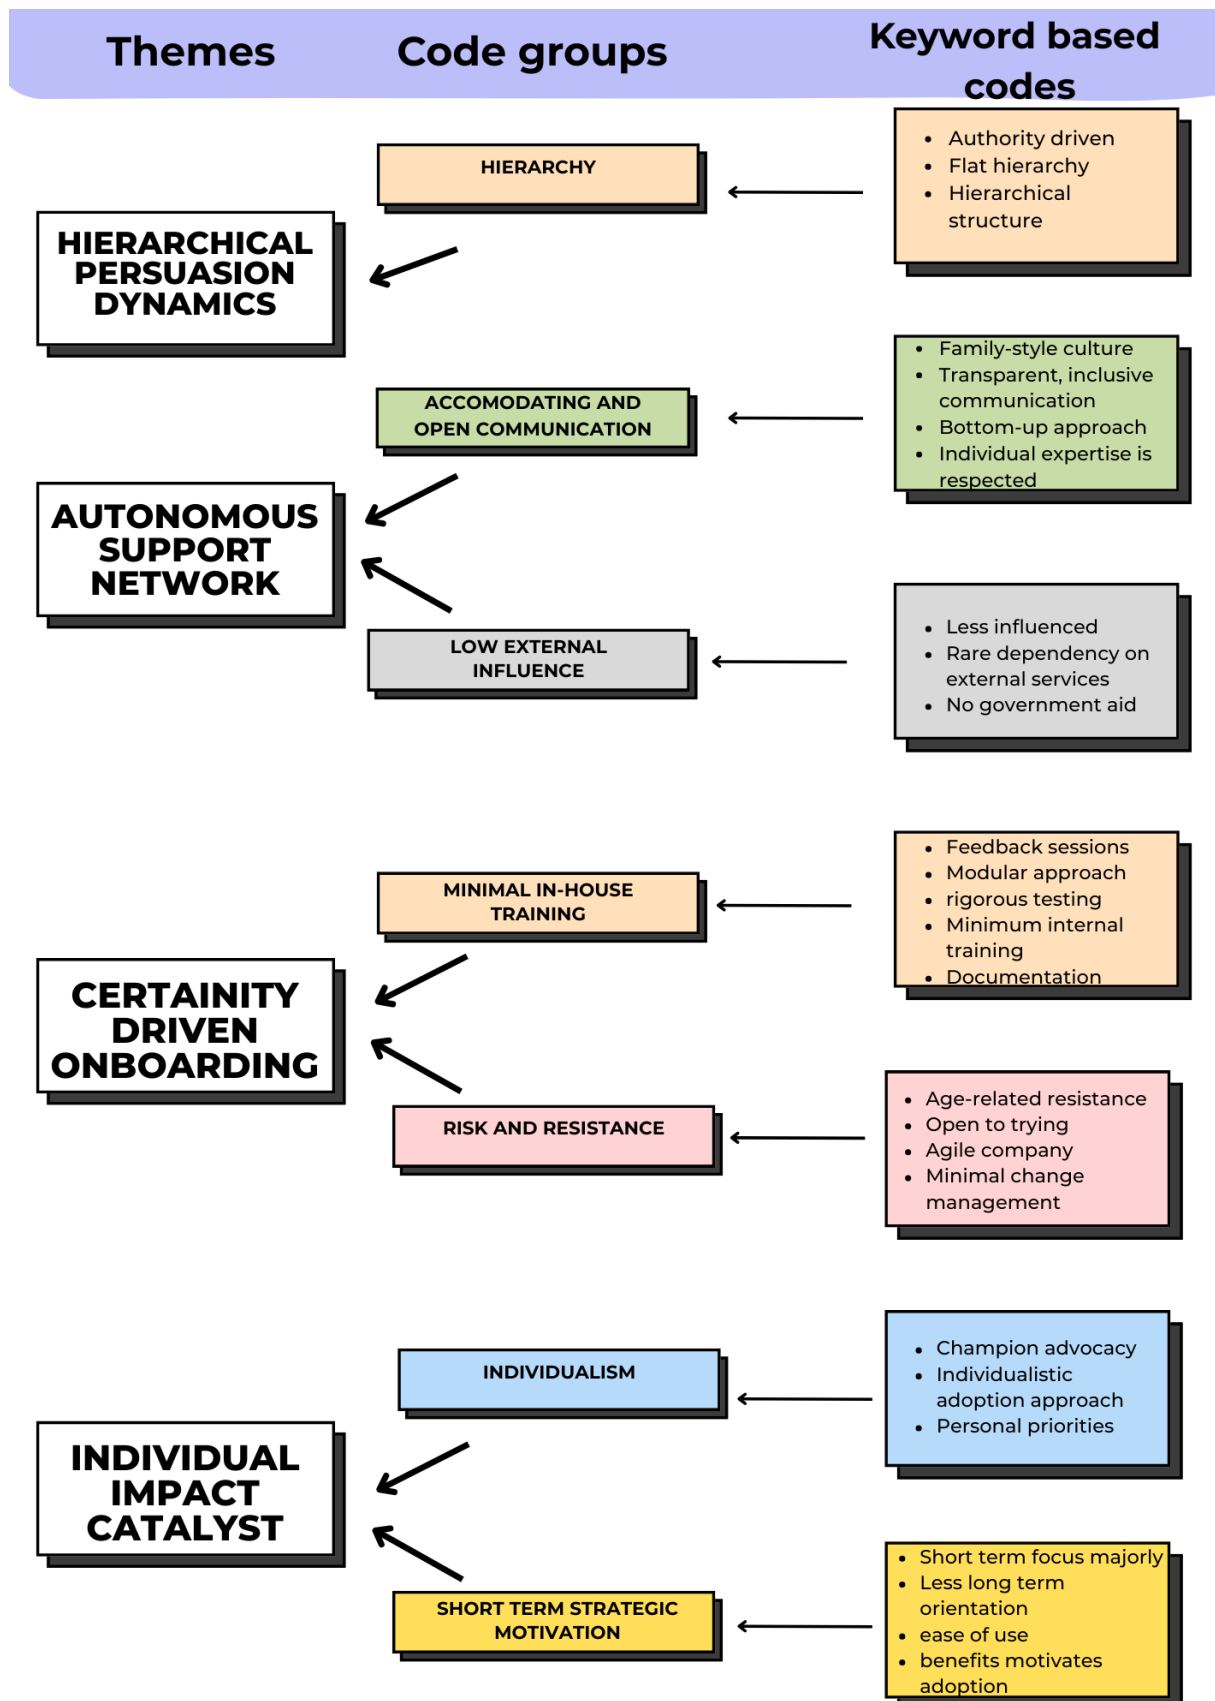 Themes
Code groups
Keyword based
codes
HIERARCHY
• Authority driven
• Flat hierarchy
• Hierarchical
structure
HIERARCHICAL
PERSUASION
DYNAMICS
ACCOMODATING AND
OPEN COMMUNICATION
• Family-style culture
• Transparent, inclusive
communication
• Bottom-up approach
• Individual expertise is
respected
AUTONOMOUS
SUPPORT
NETWORK
LOW EXTERNAL
INFLUENCE
• Less influenced
• Rare dependency on
external services
• No government aid
MINIMAL IN-HOUSE
TRAINING
• Feedback sessions
• Modular approach
• rigorous testing
• Minimum internal
training
• Documentation
CERTAINITY
DRIVEN
ONBOARDING
RISK AND RESISTANCE
• Age-related resistance
• Open to trying
• Agile company
• Minimal change
management
INDIVIDUALISM
• Champion advocacy
• Individualistic
adoption approach
• Personal priorities
INDIVIDUAL
IMPACT
CATALYST
SHORT TERM STRATEGIC
MOTIVATION
• Short term focus majorly
• Less long term
orientation
• ease of use
• benefits motivates
adoption